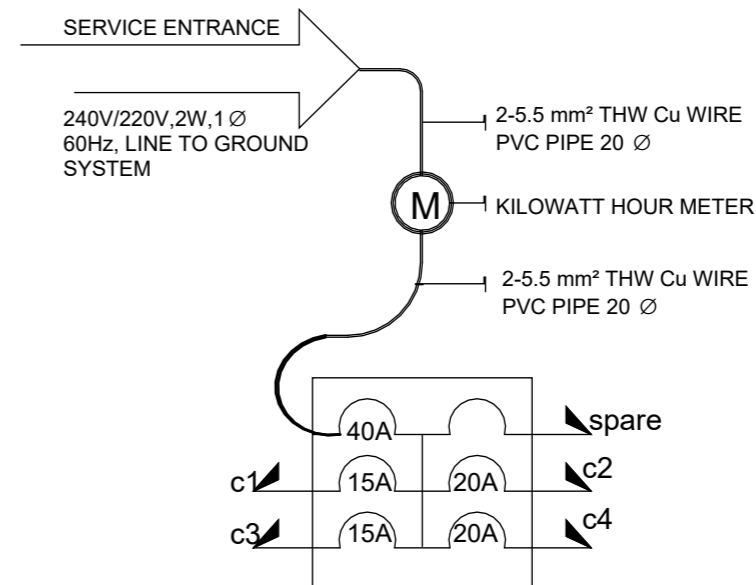 SERVICE ENTRANCE
240V/220V,2W,1 Ø
60Hz, LINE TO GROUND
SYSTEM
2-5.5 mm² THW Cu WIRE
PVC PIPE 20 Ø
M
KILOWATT HOUR METER
2-5.5 mm² THW Cu WIRE
PVC PIPE 20 Ø
40A
spare
c1
15A
20A
c2
c3
15A
20A
c4